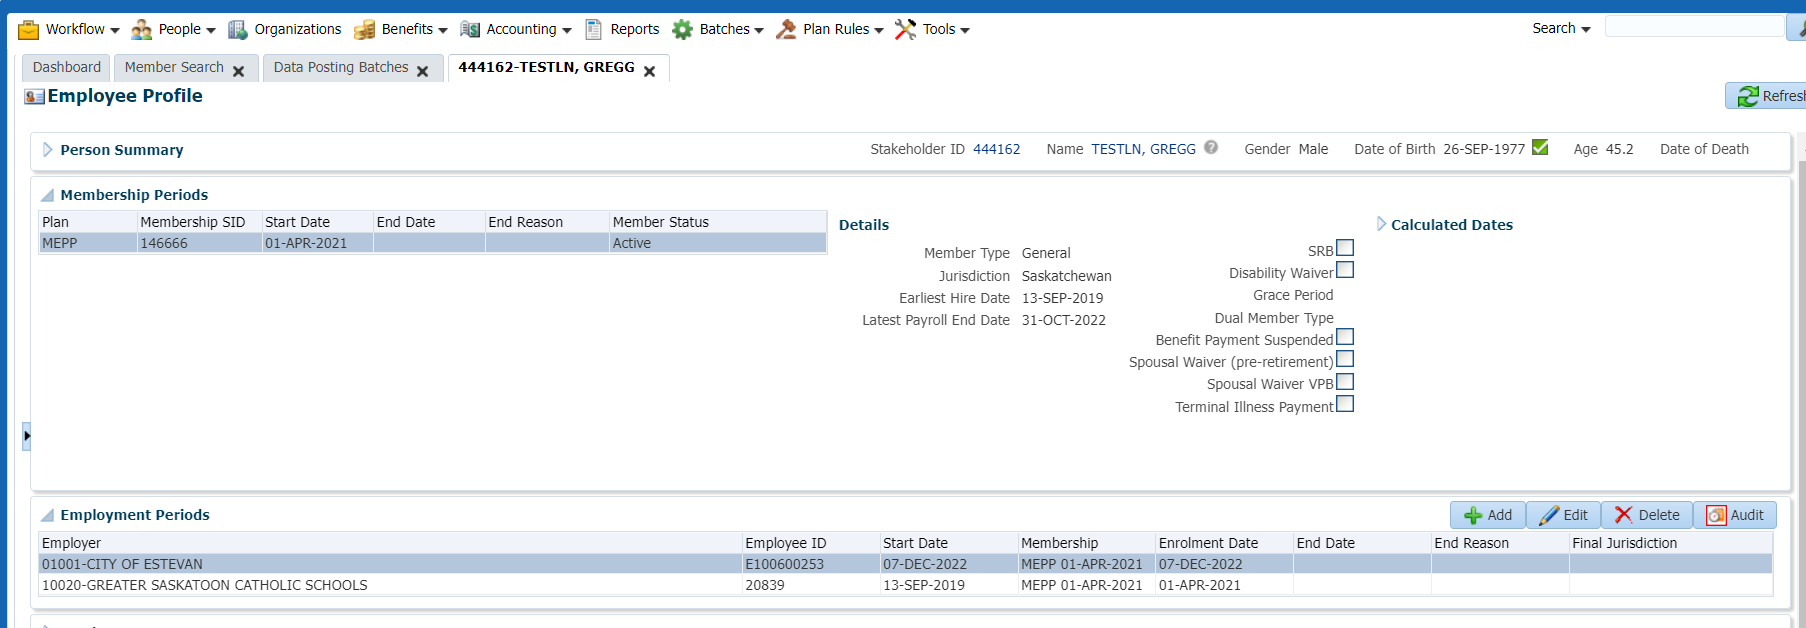 Workflow People Organizations Benefits Accounting Reports Batches Plan Rules Tools Search
Dashboard Member Search Data Posting Batches 444162-TESTLN, GREGG
Employee Profile Refresh
Person Summary Stakeholder ID 444162 Name TESTLN, GREGG Gender Male Date of Birth 26-SEP-1977 Age 45.2 Date of Death
Membership Periods
Plan Membership SID Start Date End Date End Reason Member Status
MEPP 146666 01-APR-2021 Active
Details
Member Type General
Jurisdiction Saskatchewan
Earliest Hire Date 13-SEP-2019
Latest Payroll End Date 31-OCT-2022
SRB
Disability Waiver
Grace Period
Dual Member Type
Benefit Payment Suspended
Spousal Waiver (pre-retirement)
Spousal Waiver VPB
Terminal Illness Payment
Calculated Dates
Employment Periods Add Edit Delete Audit
Employer Employee ID Start Date Membership Enrolment Date End Date End Reason Final Jurisdiction
01001-CITY OF ESTEVAN E100600253 07-DEC-2022 MEPP 01-APR-2021 07-DEC-2022
10020-GREATER SASKATOON CATHOLIC SCHOOLS 20839 13-SEP-2019 MEPP 01-APR-2021 01-APR-2021